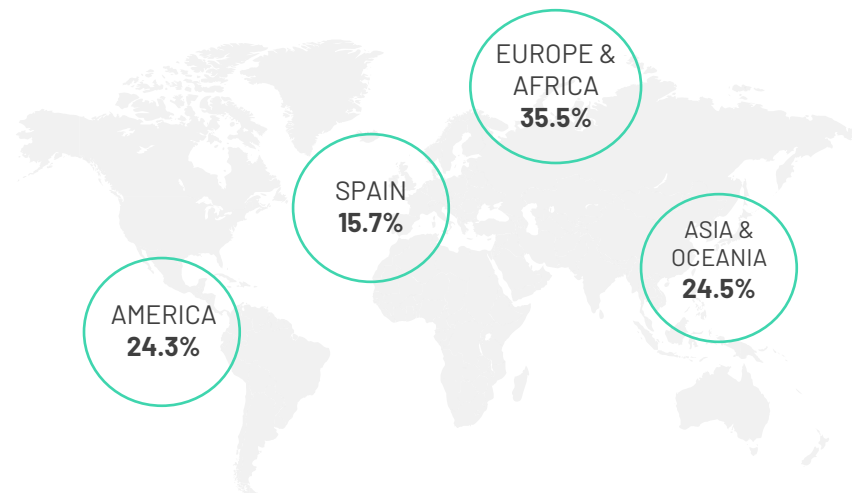 EUROPE &
AFRICA
35.5%
SPAIN
15.7%
ASIA &
OCEANIA
24.5%
AMERICA
24.3%